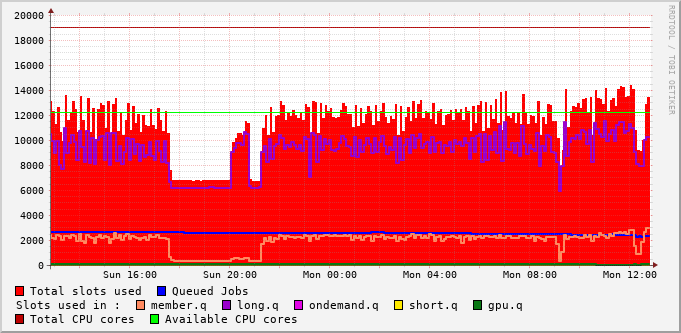 20000
18000
16000
14000
12000
10000
8000
6000
4000
2000
0
Sun 16:00 Sun 20:00 Mon 00:00 Mon 04:00 Mon 08:00 Mon 12:00
RRDTOOL / TOBI OETIKER
Total slots used Queued Jobs
Slots used in : member.q long.q ondemand.q short.q gpu.q
Total CPU cores Available CPU cores